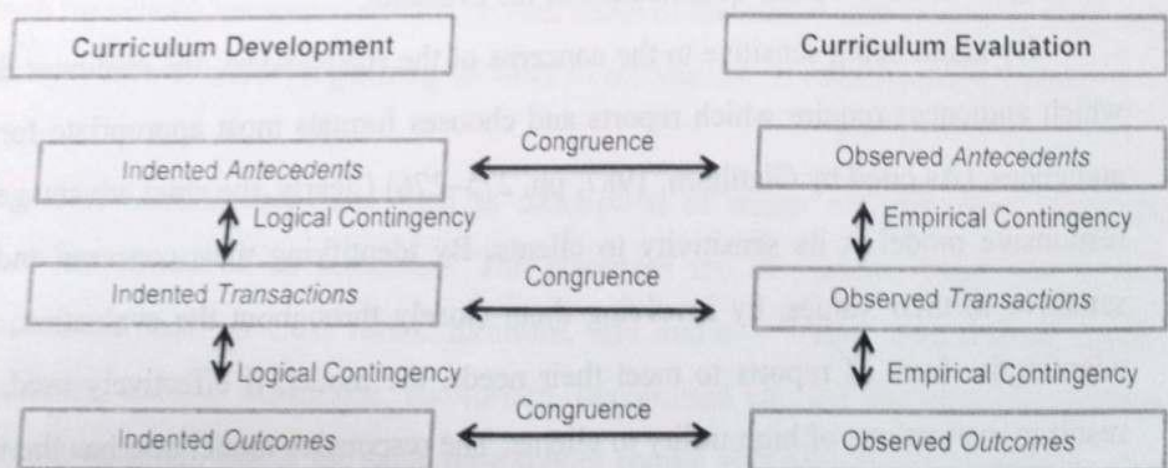 Curriculum Development Curriculum Evaluation
Congruence
Indented Antecedents Observed Antecedents
Logical Contingency Empirical Contingency
Congruence
Indented Transactions Observed Transactions
Logical Contingency Empirical Contingency
Congruence
Indented Outcomes Observed Outcomes